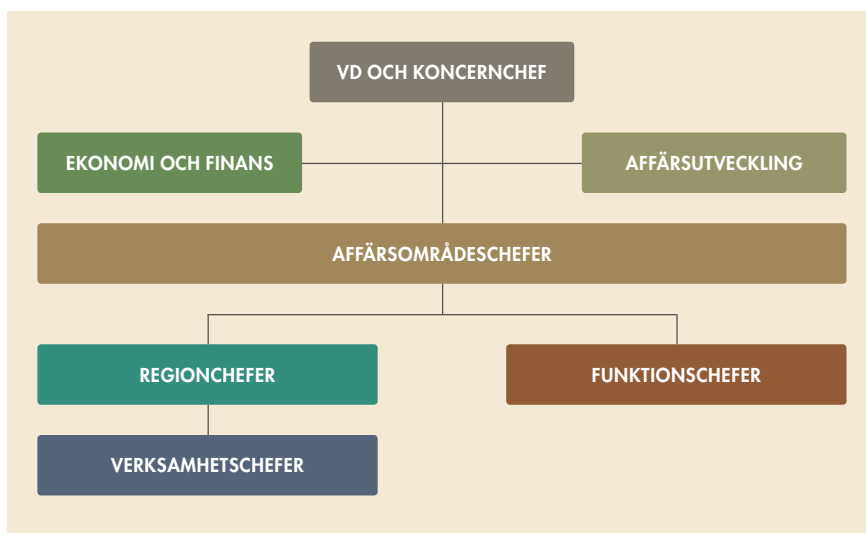 VD OCH KONCERNCHEF
EKONOMI OCH FINANS
AFFÄRSUTVECKLING
AFFÄRSOMRÅDESCHEFER
REGIONCHEFER
FUNKTIONSCHEFER
VERKSAMHETSCHEFER